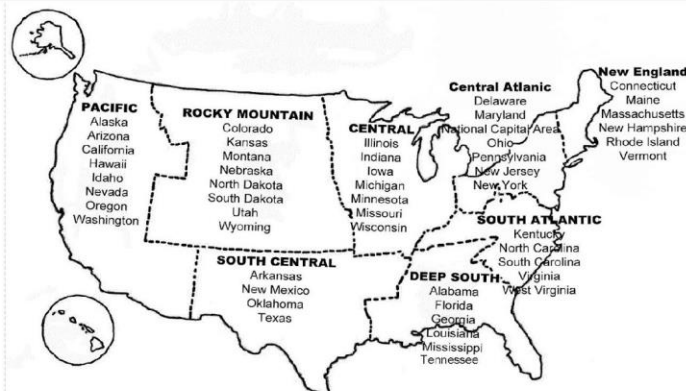 PACIFIC
Alaska
Arizona
California
Hawaii
Idaho
Nevada
Oregon
Washington
ROCKY MOUNTAIN
Colorado
Kansas
Montana
Nebraska
North Dakota
South Dakota
Utah
Wyoming
CENTRAL
Illinois
Indiana
Iowa
Michigan
Minnesota
Missouri
Wisconsin
Central Atlanic
Delaware
Maryland
National Capital Area
Ohio
Pennsylvania
New Jersey
New York
New England
Connecticut
Maine
Massachusetts
New Hampshire
Rhode Island
Vermont
SOUTH CENTRAL
Arkansas
New Mexico
Oklahoma
Texas
DEEP SOUTH
Alabama
Florida
Georgia
Louisiana
Mississippi
Tennessee
SOUTH ATLANTIC
Kentucky
North Carolina
South Carolina
Virginia
West Virginia